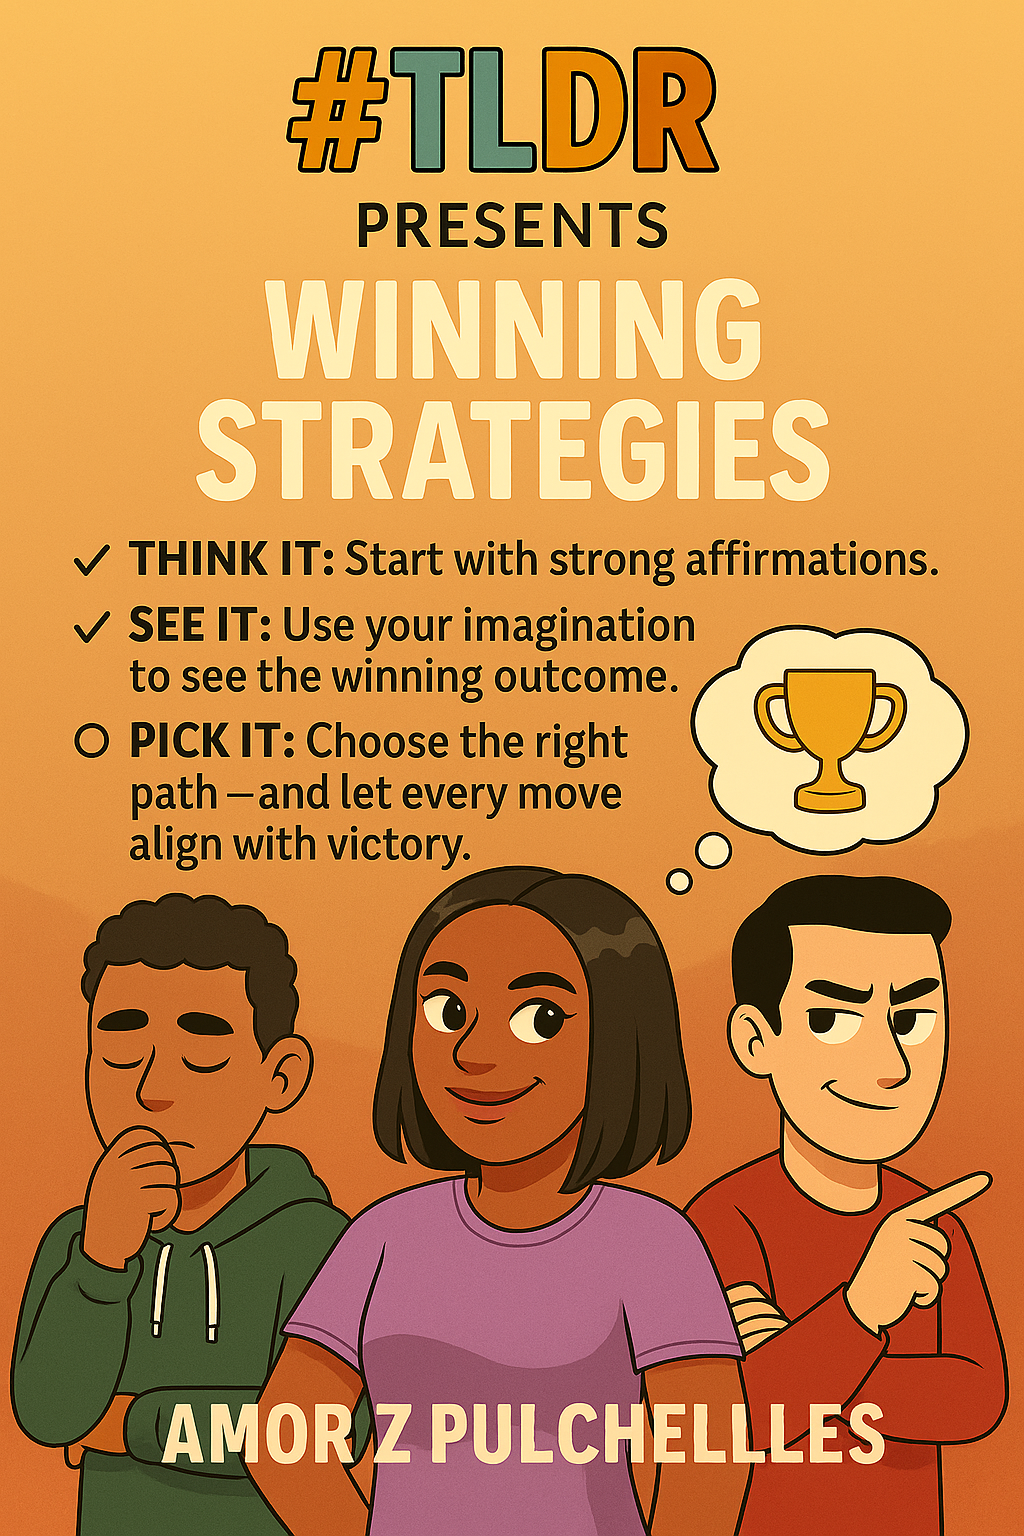 #TLDR
PRESENTS
WINNING
STRATEGIES
✓ THINK IT: Start with strong affirmations.
✓ SEE IT: Use your imagination
to see the winning outcome.
○ PICK IT: Choose the right
path – and let every move
align with victory.
AMOR Z PULCHELLLES